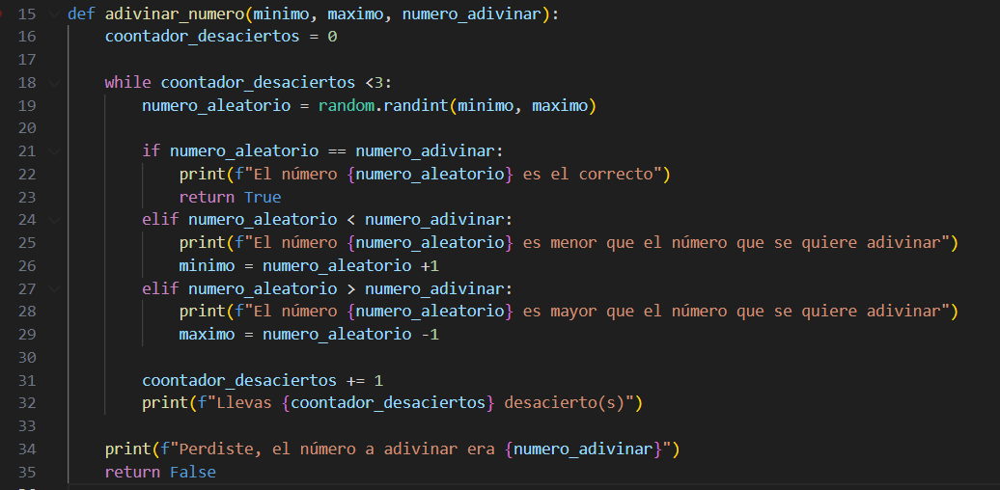 15 def adivinar_numero(minimo, maximo, numero_adivinar):
16     coontador_desaciertos = 0
17
18     while coontador_desaciertos <3:
19         numero_aleatorio = random.randint(minimo, maximo)
20
21         if numero_aleatorio == numero_adivinar:
22             print(f"El número {numero_aleatorio} es el correcto")
23             return True
24         elif numero_aleatorio < numero_adivinar:
25             print(f"El número {numero_aleatorio} es menor que el número que se quiere adivinar")
26             minimo = numero_aleatorio +1
27         elif numero_aleatorio > numero_adivinar:
28             print(f"El número {numero_aleatorio} es mayor que el número que se quiere adivinar")
29             maximo = numero_aleatorio -1
30
31         coontador_desaciertos += 1
32         print(f"Llevas {coontador_desaciertos} desacierto(s)")
33
34     print(f"Perdiste, el número a adivinar era {numero_adivinar}")
35     return False